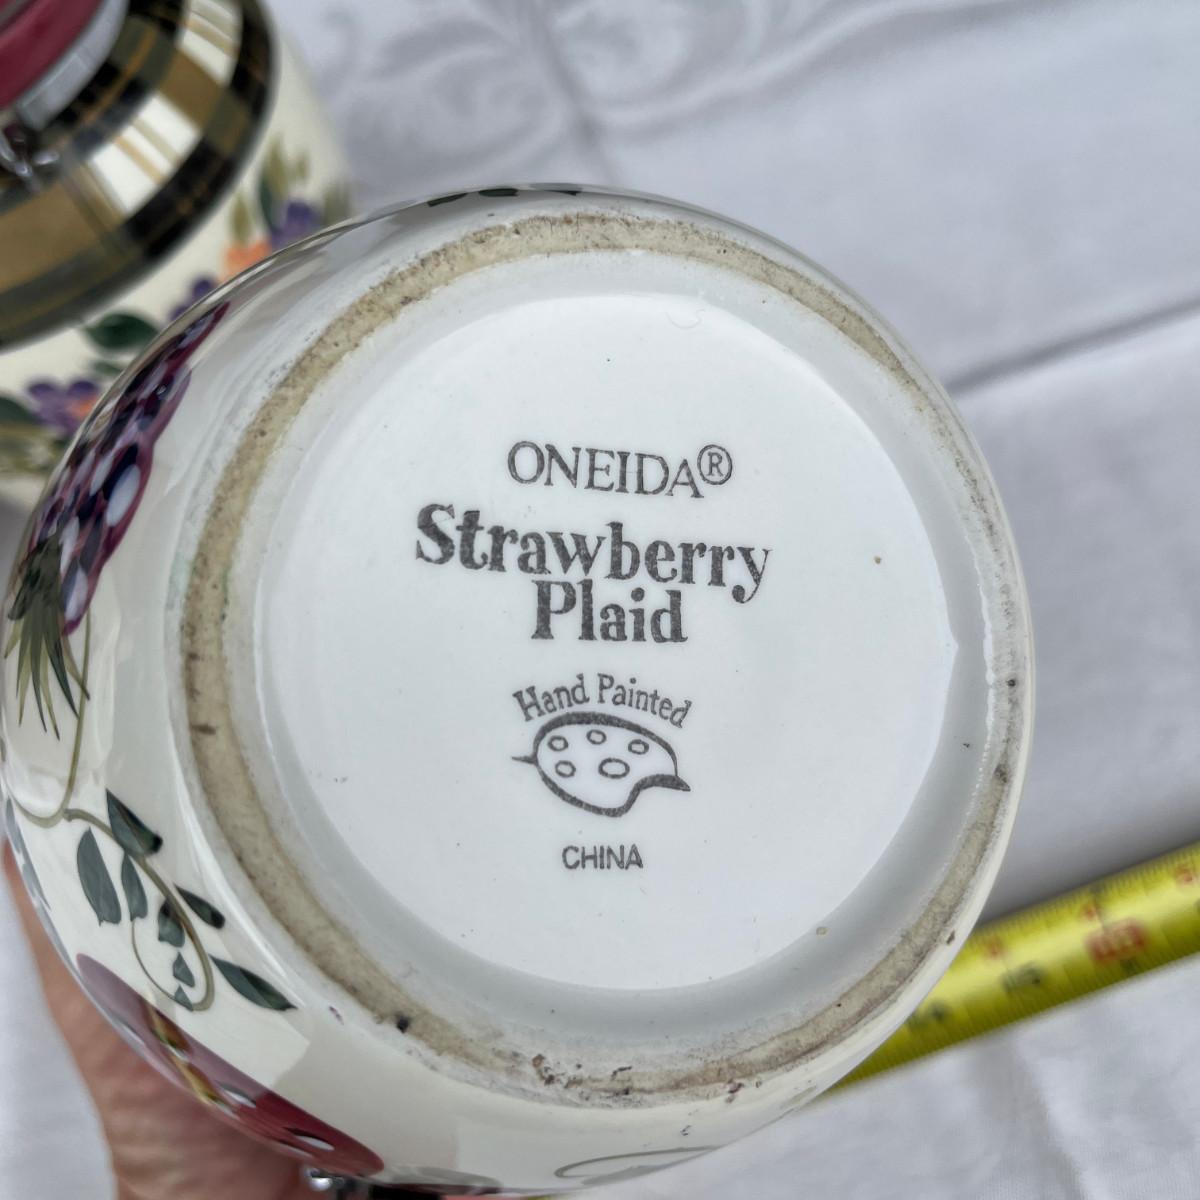 ONEIDA®
Strawberry
Plaid
Hand Painted
CHINA